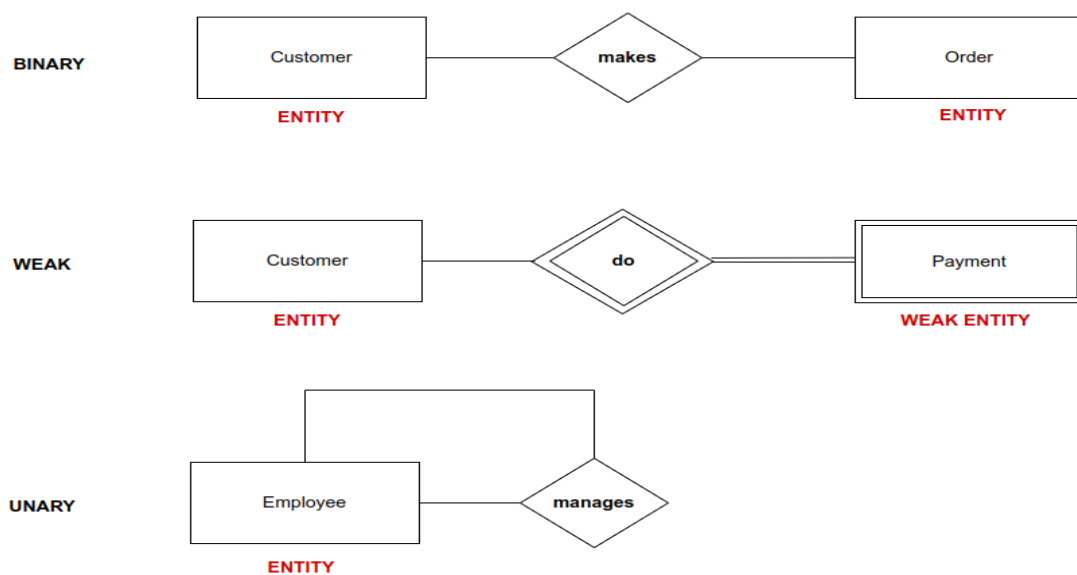 BINARY
Customer
makes
Order
ENTITY
ENTITY
WEAK
Customer
do
Payment
ENTITY
WEAK ENTITY
UNARY
Employee
manages
ENTITY